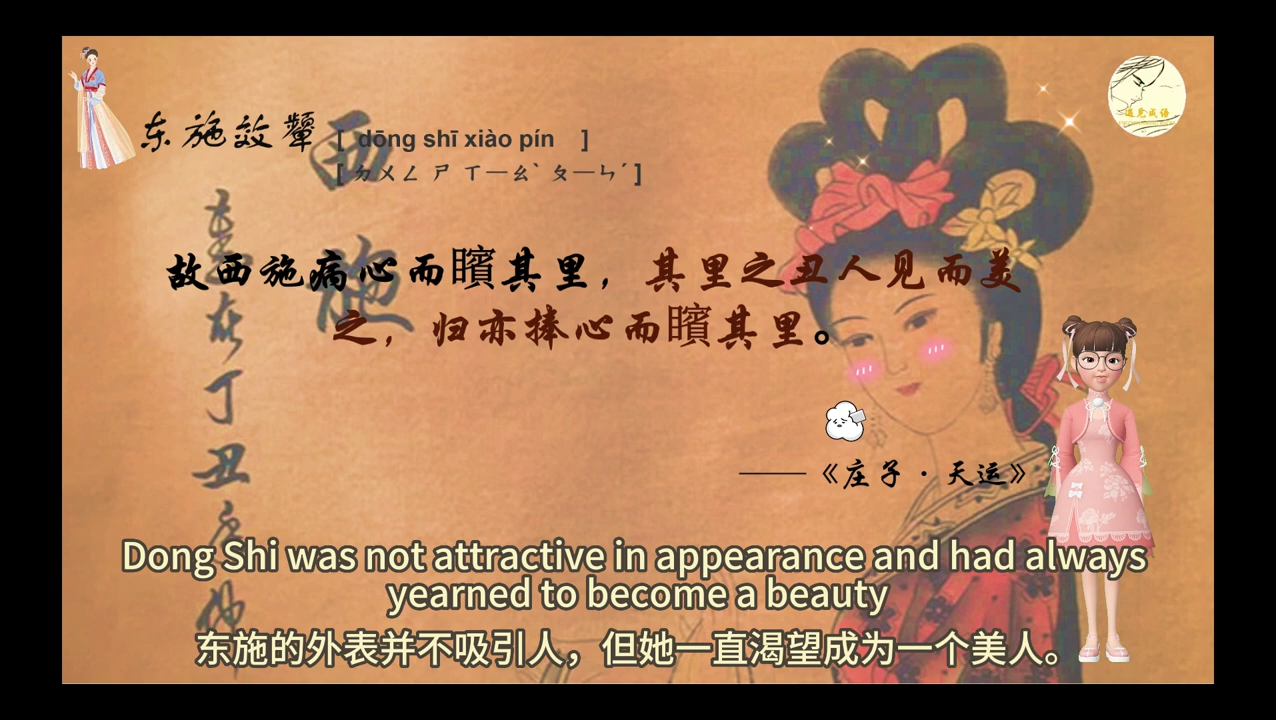 东施效颦
[ dōng shī xiào pín ]
[ ㄉㄨㄥ ㄕ ㄒㄧㄠˋ ㄆㄧㄣˊ ]
西施
故西施病心而矉其里，其里之丑人见而美
之，归亦捧心而矉其里。
——《庄子·天运》
Dong Shi was not attractive in appearance and had always
yearned to become a beauty
东施的外表并不吸引人，但她一直渴望成为一个美人。